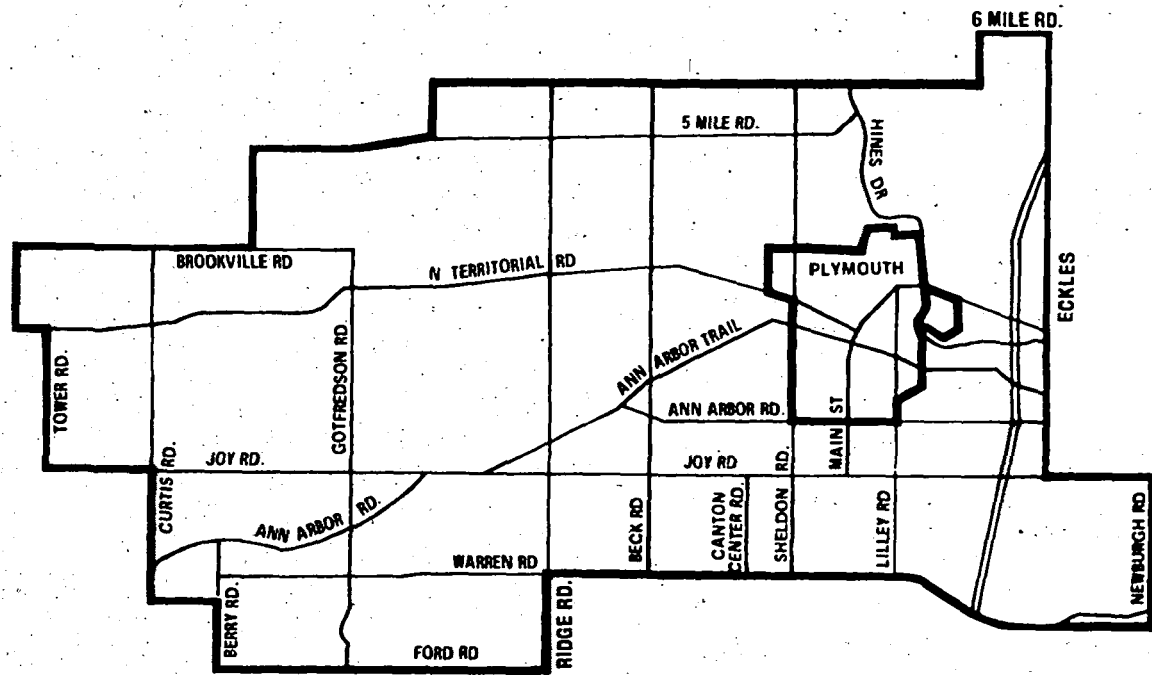 6 MILE RD.
5 MILE RD.
HINES DR
BROOKVILLE RD
N TERRITORIAL RD
PLYMOUTH
ECKLES
TOWER RD.
GOTFREDSON RD.
ANN ARBOR TRAIL
ANN ARBOR RD.
MAIN ST
CURTIS RD.
JOY RD.
JOY RD
ANN ARBOR RD.
BECK RD
CANTON
CENTER RD.
SHELDON RD.
LILLEY RD
NEWBURGH RD
WARREN RD
BERRY RD.
RIDGE RD.
FORD RD